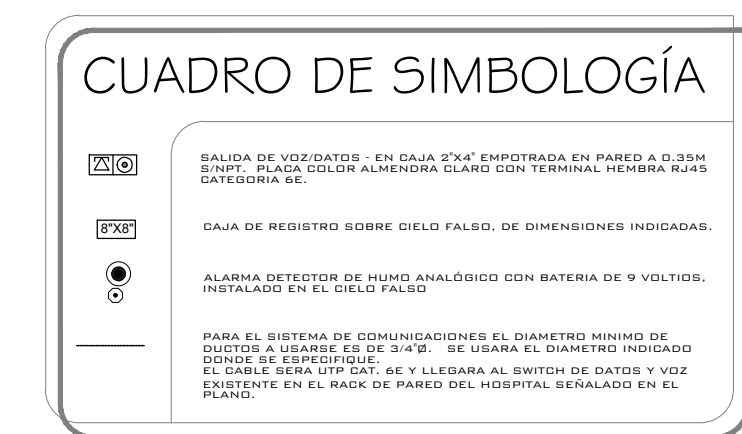 CUADRO DE SIMBOLOGÍA
SALIDA DE VOZ/DATOS - EN CAJA 2"X4" EMPOTRADA EN PARED A 0.35M
S/NPT. PLACA COLOR ALMENDRA CLARO CON TERMINAL HEMBRA RJ45
CATEGORIA 6E.
8"X8"
CAJA DE REGISTRO SOBRE CIELO FALSO, DE DIMENSIONES INDICADAS.
ALARMA DETECTOR DE HUMO ANALÓGICO CON BATERIA DE 9 VOLTIOS,
INSTALADO EN EL CIELO FALSO
PARA EL SISTEMA DE COMUNICACIONES EL DIAMETRO MINIMO DE
DUCTOS A USARSE ES DE 3/4"Ø. SE USARA EL DIAMETRO INDICADO
DONDE SE ESPECIFIQUE.
EL CABLE SERA UTP CAT. 6E Y LLEGARA AL SWITCH DE DATOS Y VOZ
EXISTENTE EN EL RACK DE PARED DEL HOSPITAL SEÑALADO EN EL
PLANO.